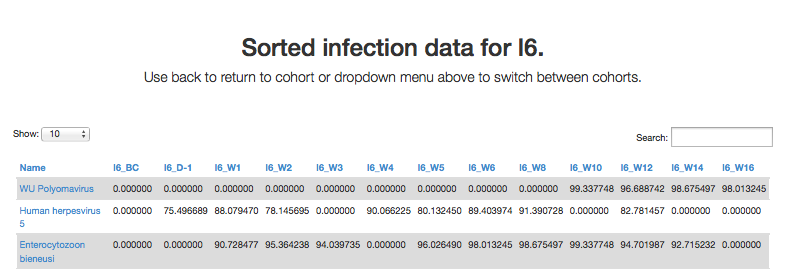 Sorted infection data for I6.
Use back to return to cohort or dropdown menu above to switch between cohorts.
Show: 10
Search:
Name I6_BC I6_D-1 I6_W1 I6_W2 I6_W3 I6_W4 I6_W5 I6_W6 I6_W8 I6_W10 I6_W12 I6_W14 I6_W16
WU Polyomavirus 0.000000 0.000000 0.000000 0.000000 0.000000 0.000000 0.000000 0.000000 0.000000 99.337748 96.688742 98.675497 98.013245
Human herpesvirus 0.000000 75.496689 88.079470 78.145695 0.000000 90.066225 80.132450 89.403974 91.390728 0.000000 82.781457 0.000000 0.000000
5
Enterocytozoon 0.000000 0.000000 90.728477 95.364238 94.039735 0.000000 96.026490 98.013245 98.675497 99.337748 94.701987 92.715232 0.000000
bieneusi